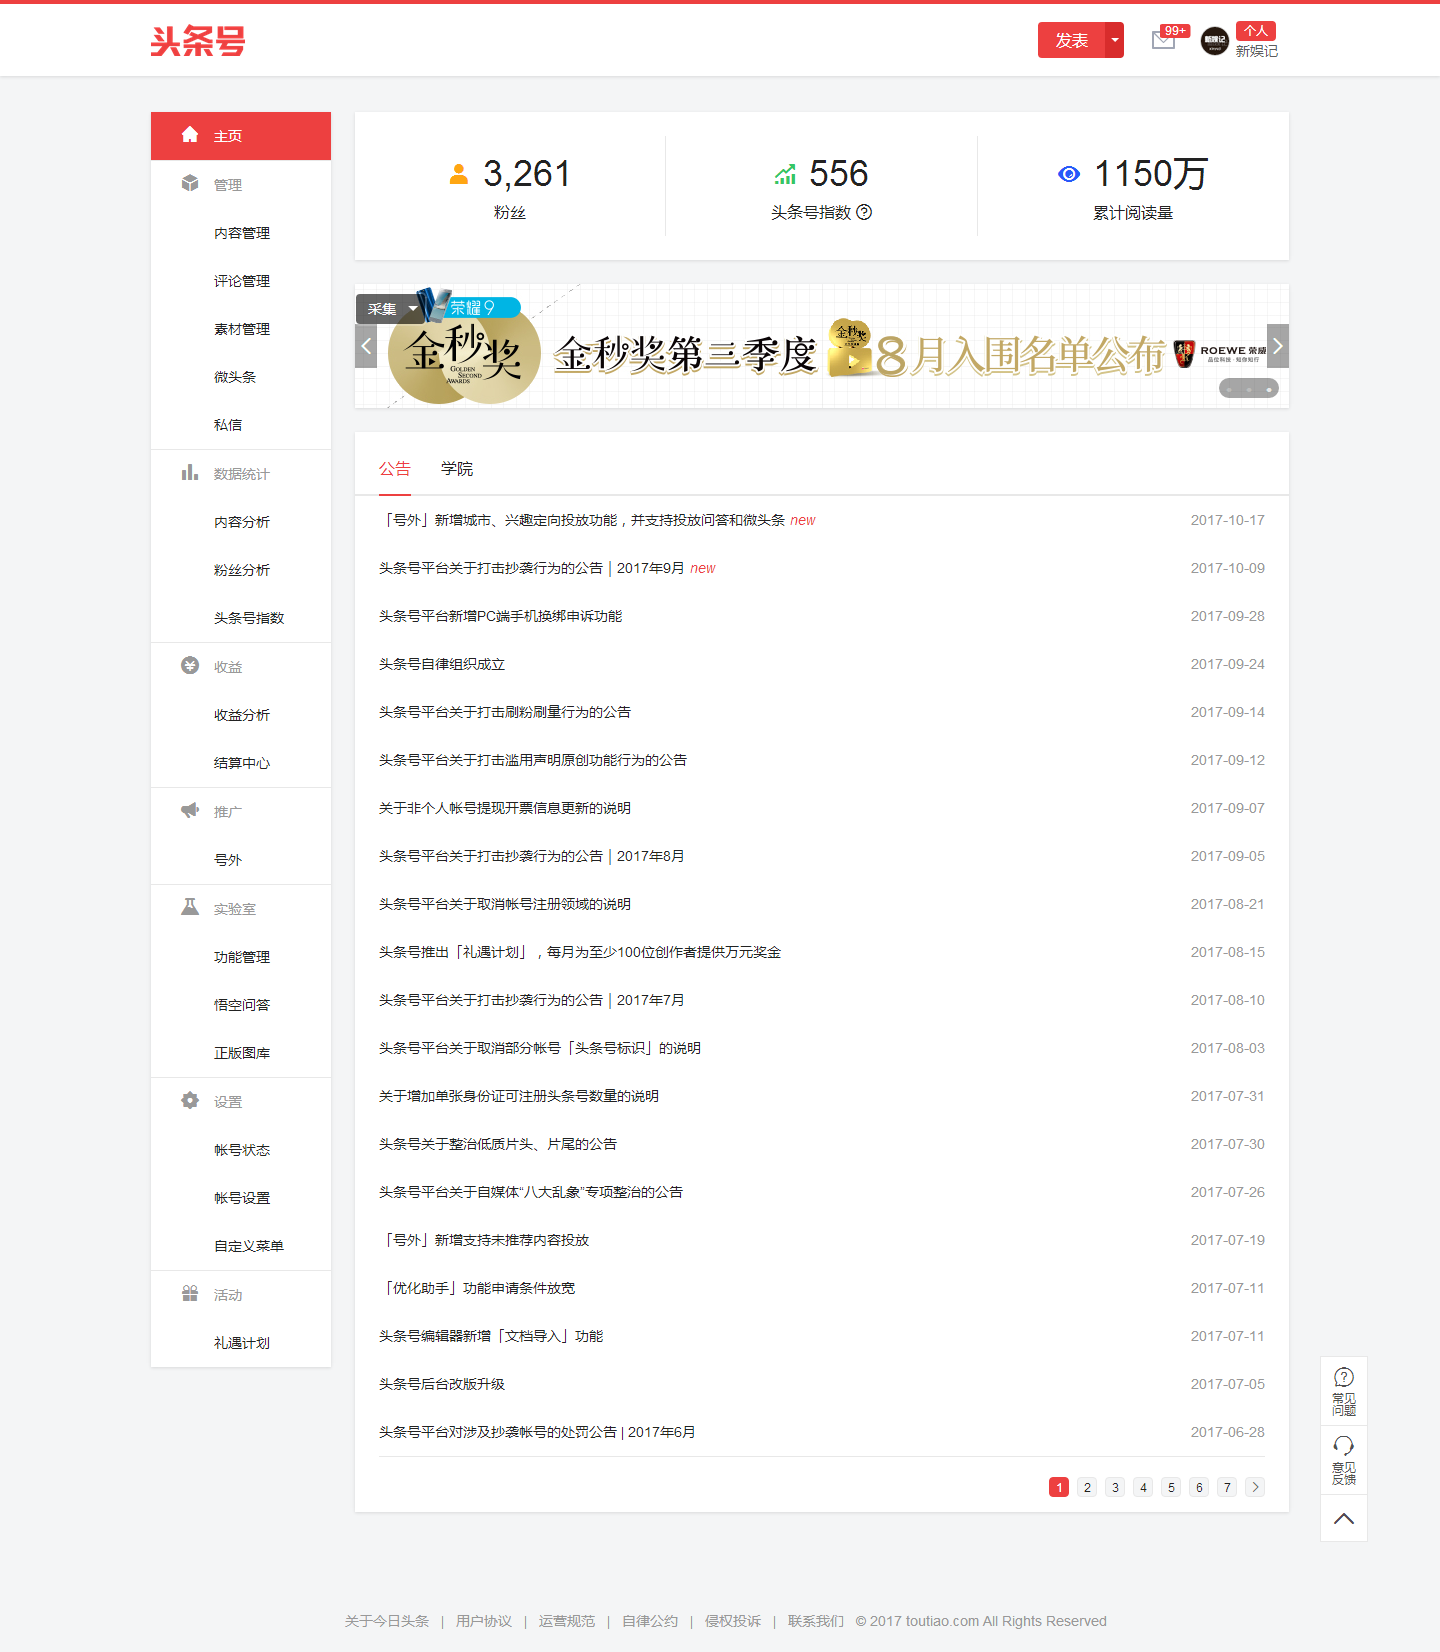 头条号
发表
99+
个人
新娱记
主页
管理
内容管理
评论管理
素材管理
微头条
私信
数据统计
内容分析
粉丝分析
头条号指数
收益
收益分析
结算中心
推广
号外
实验室
功能管理
悟空问答
正版图库
设置
帐号状态
帐号设置
自定义菜单
活动
礼遇计划
3,261
粉丝
556
头条号指数
1150万
累计阅读量
采集
荣耀9
金秒奖
GOLDEN SECOND AWARDS
金秒奖第三季度
金秒奖
8月入围名单公布
ROEWE 荣威
品位科技·知你知行
公告 学院
「号外」新增城市、兴趣定向投放功能，并支持投放问答和微头条 new 2017-10-17
头条号平台关于打击抄袭行为的公告｜2017年9月 new 2017-10-09
头条号平台新增PC端手机换绑申诉功能 2017-09-28
头条号自律组织成立 2017-09-24
头条号平台关于打击刷粉刷量行为的公告 2017-09-14
头条号平台关于打击滥用声明原创功能行为的公告 2017-09-12
关于非个人帐号提现开票信息更新的说明 2017-09-07
头条号平台关于打击抄袭行为的公告｜2017年8月 2017-09-05
头条号平台关于取消帐号注册领域的说明 2017-08-21
头条号推出「礼遇计划」，每月为至少100位创作者提供万元奖金 2017-08-15
头条号平台关于打击抄袭行为的公告｜2017年7月 2017-08-10
头条号平台关于取消部分帐号「头条号标识」的说明 2017-08-03
关于增加单张身份证可注册头条号数量的说明 2017-07-31
头条号关于整治低质片头、片尾的公告 2017-07-30
头条号平台关于自媒体“八大乱象”专项整治的公告 2017-07-26
「号外」新增支持未推荐内容投放 2017-07-19
「优化助手」功能申请条件放宽 2017-07-11
头条号编辑器新增「文档导入」功能 2017-07-11
头条号后台改版升级 2017-07-05
头条号平台对涉及抄袭帐号的处罚公告 | 2017年6月 2017-06-28
1 2 3 4 5 6 7
常见
问题
意见
反馈
关于今日头条 | 用户协议 | 运营规范 | 自律公约 | 侵权投诉 | 联系我们 © 2017 toutiao.com All Rights Reserved